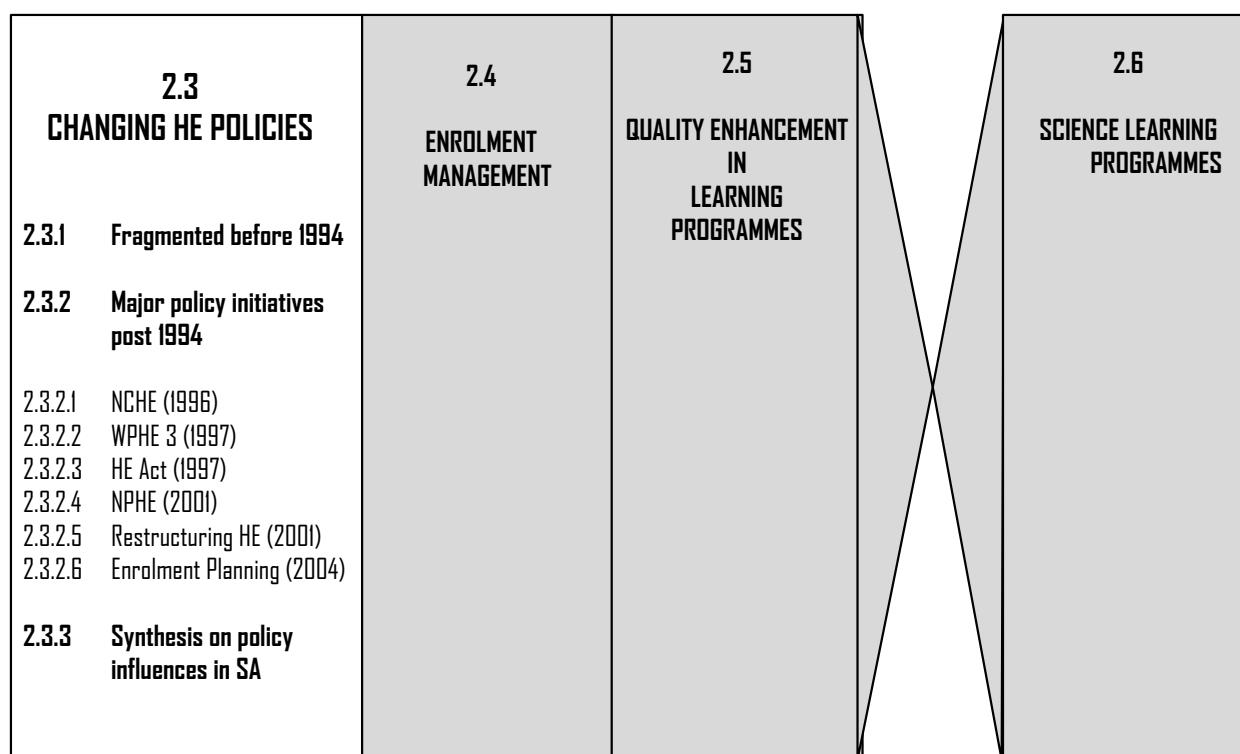 2.3
CHANGING HE POLICIES
2.3.1 Fragmented before 1994
2.3.2 Major policy initiatives
post 1994
2.3.2.1 NCHE (1996)
2.3.2.2 WPHE 3 (1997)
2.3.2.3 HE Act (1997)
2.3.2.4 NPHE (2001)
2.3.2.5 Restructuring HE (2001)
2.3.2.6 Enrolment Planning (2004)
2.3.3 Synthesis on policy
influences in SA
2.4
ENROLMENT
MANAGEMENT
2.5
QUALITY ENHANCEMENT
IN
LEARNING
PROGRAMMES
2.6
SCIENCE LEARNING
PROGRAMMES